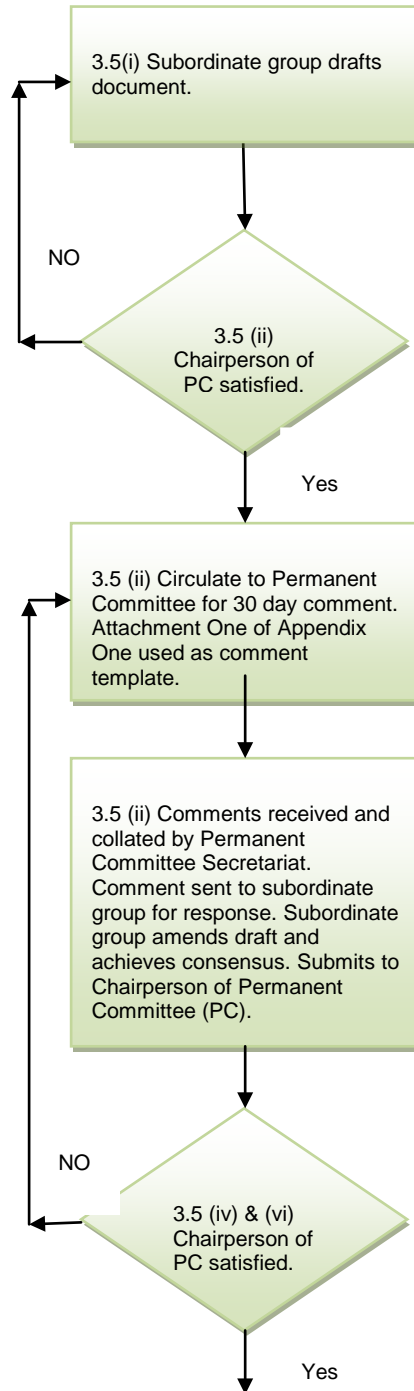 3.5(i) Subordinate group drafts
document.
NO
3.5 (ii)
Chairperson of
PC satisfied.
Yes
3.5 (ii) Circulate to Permanent
Committee for 30 day comment.
Attachment One of Appendix
One used as comment
template.
3.5 (ii) Comments received and
collated by Permanent
Committee Secretariat.
Comment sent to subordinate
group for response. Subordinate
group amends draft and
achieves consensus. Submits to
Chairperson of Permanent
Committee (PC).
NO
3.5 (iv) & (vi)
Chairperson of
PC satisfied.
Yes